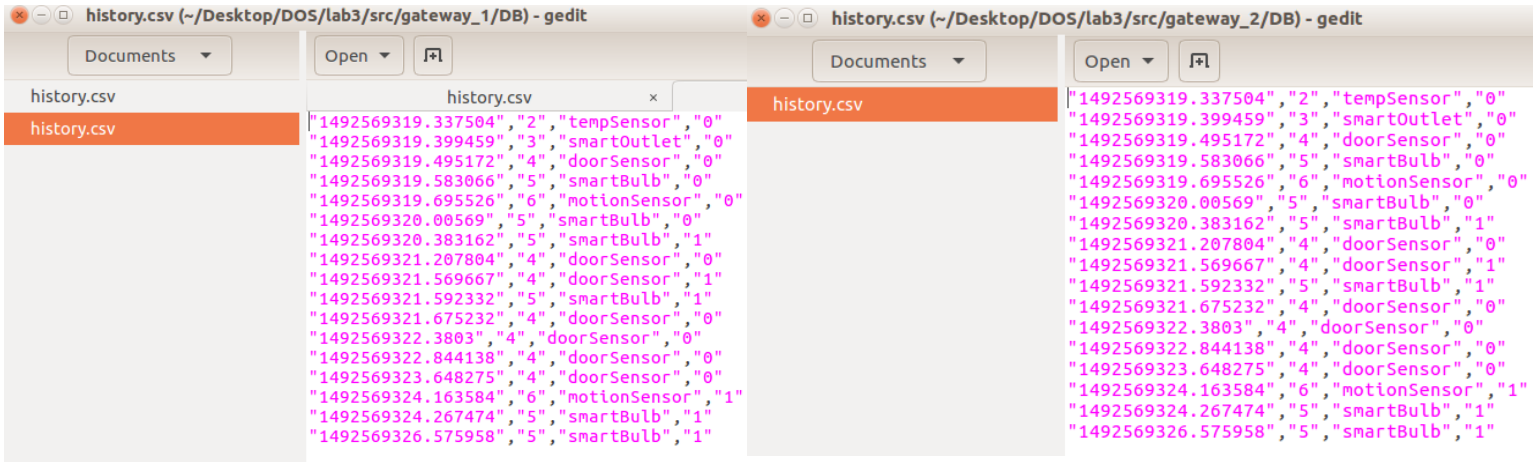 history.csv (~/Desktop/DOS/lab3/src/gateway_1/DB) - gedit
Documents
Open
history.csv
history.csv
history.csv ×
"1492569319.337504","2","tempSensor","0"
"1492569319.399459","3","smartOutlet","0"
"1492569319.495172","4","doorSensor","0"
"1492569319.583066","5","smartBulb","0"
"1492569319.695526","6","motionSensor","0"
"1492569320.00569","5","smartBulb","0"
"1492569320.383162","5","smartBulb","1"
"1492569321.207804","4","doorSensor","0"
"1492569321.569667","4","doorSensor","1"
"1492569321.592332","5","smartBulb","1"
"1492569321.675232","4","doorSensor","0"
"1492569322.3803","4","doorSensor","0"
"1492569322.844138","4","doorSensor","0"
"1492569323.648275","4","doorSensor","0"
"1492569324.163584","6","motionSensor","1"
"1492569324.267474","5","smartBulb","1"
"1492569326.575958","5","smartBulb","1"
history.csv (~/Desktop/DOS/lab3/src/gateway_2/DB) - gedit
Documents
Open
history.csv
"1492569319.337504","2","tempSensor","0"
"1492569319.399459","3","smartOutlet","0"
"1492569319.495172","4","doorSensor","0"
"1492569319.583066","5","smartBulb","0"
"1492569319.695526","6","motionSensor","0"
"1492569320.00569","5","smartBulb","0"
"1492569320.383162","5","smartBulb","1"
"1492569321.207804","4","doorSensor","0"
"1492569321.569667","4","doorSensor","1"
"1492569321.592332","5","smartBulb","1"
"1492569321.675232","4","doorSensor","0"
"1492569322.3803","4","doorSensor","0"
"1492569322.844138","4","doorSensor","0"
"1492569323.648275","4","doorSensor","0"
"1492569324.163584","6","motionSensor","1"
"1492569324.267474","5","smartBulb","1"
"1492569326.575958","5","smartBulb","1"